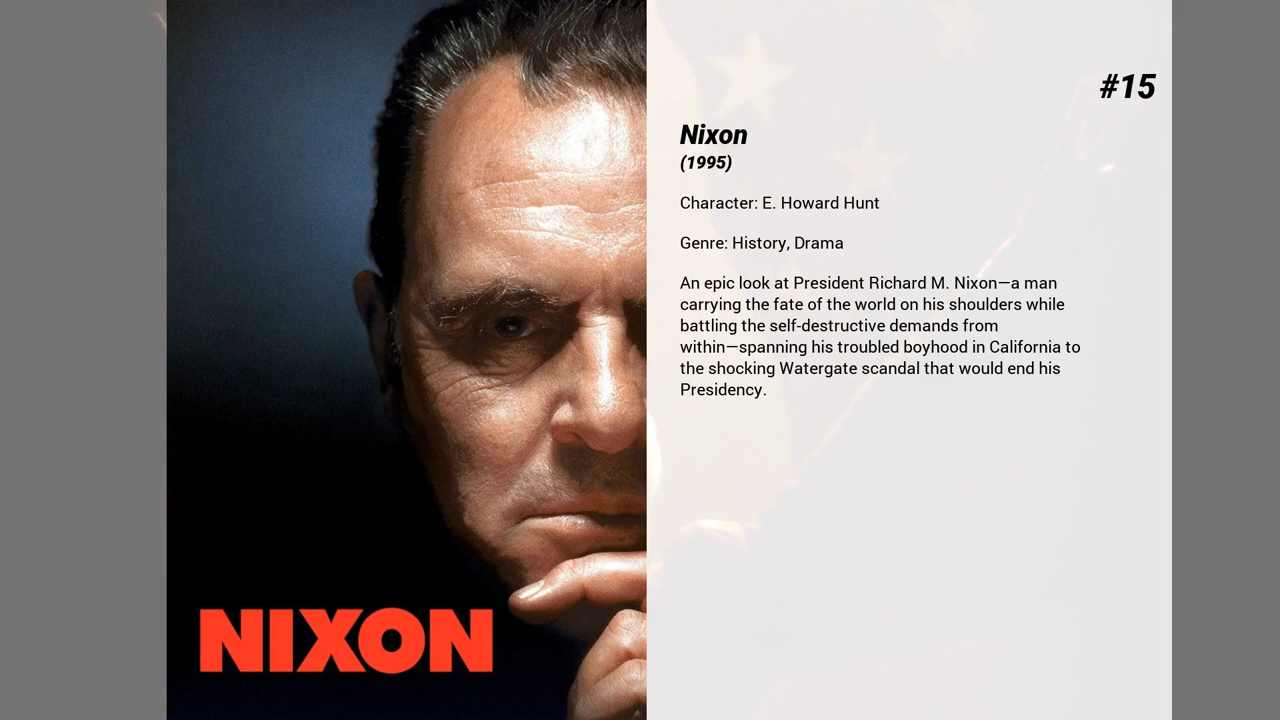 #15
Nixon
(1995)
Character: E. Howard Hunt
Genre: History, Drama
An epic look at President Richard M. Nixon—a man
carrying the fate of the world on his shoulders while
battling the self-destructive demands from
within—spanning his troubled boyhood in California to
the shocking Watergate scandal that would end his
Presidency.
NIXON